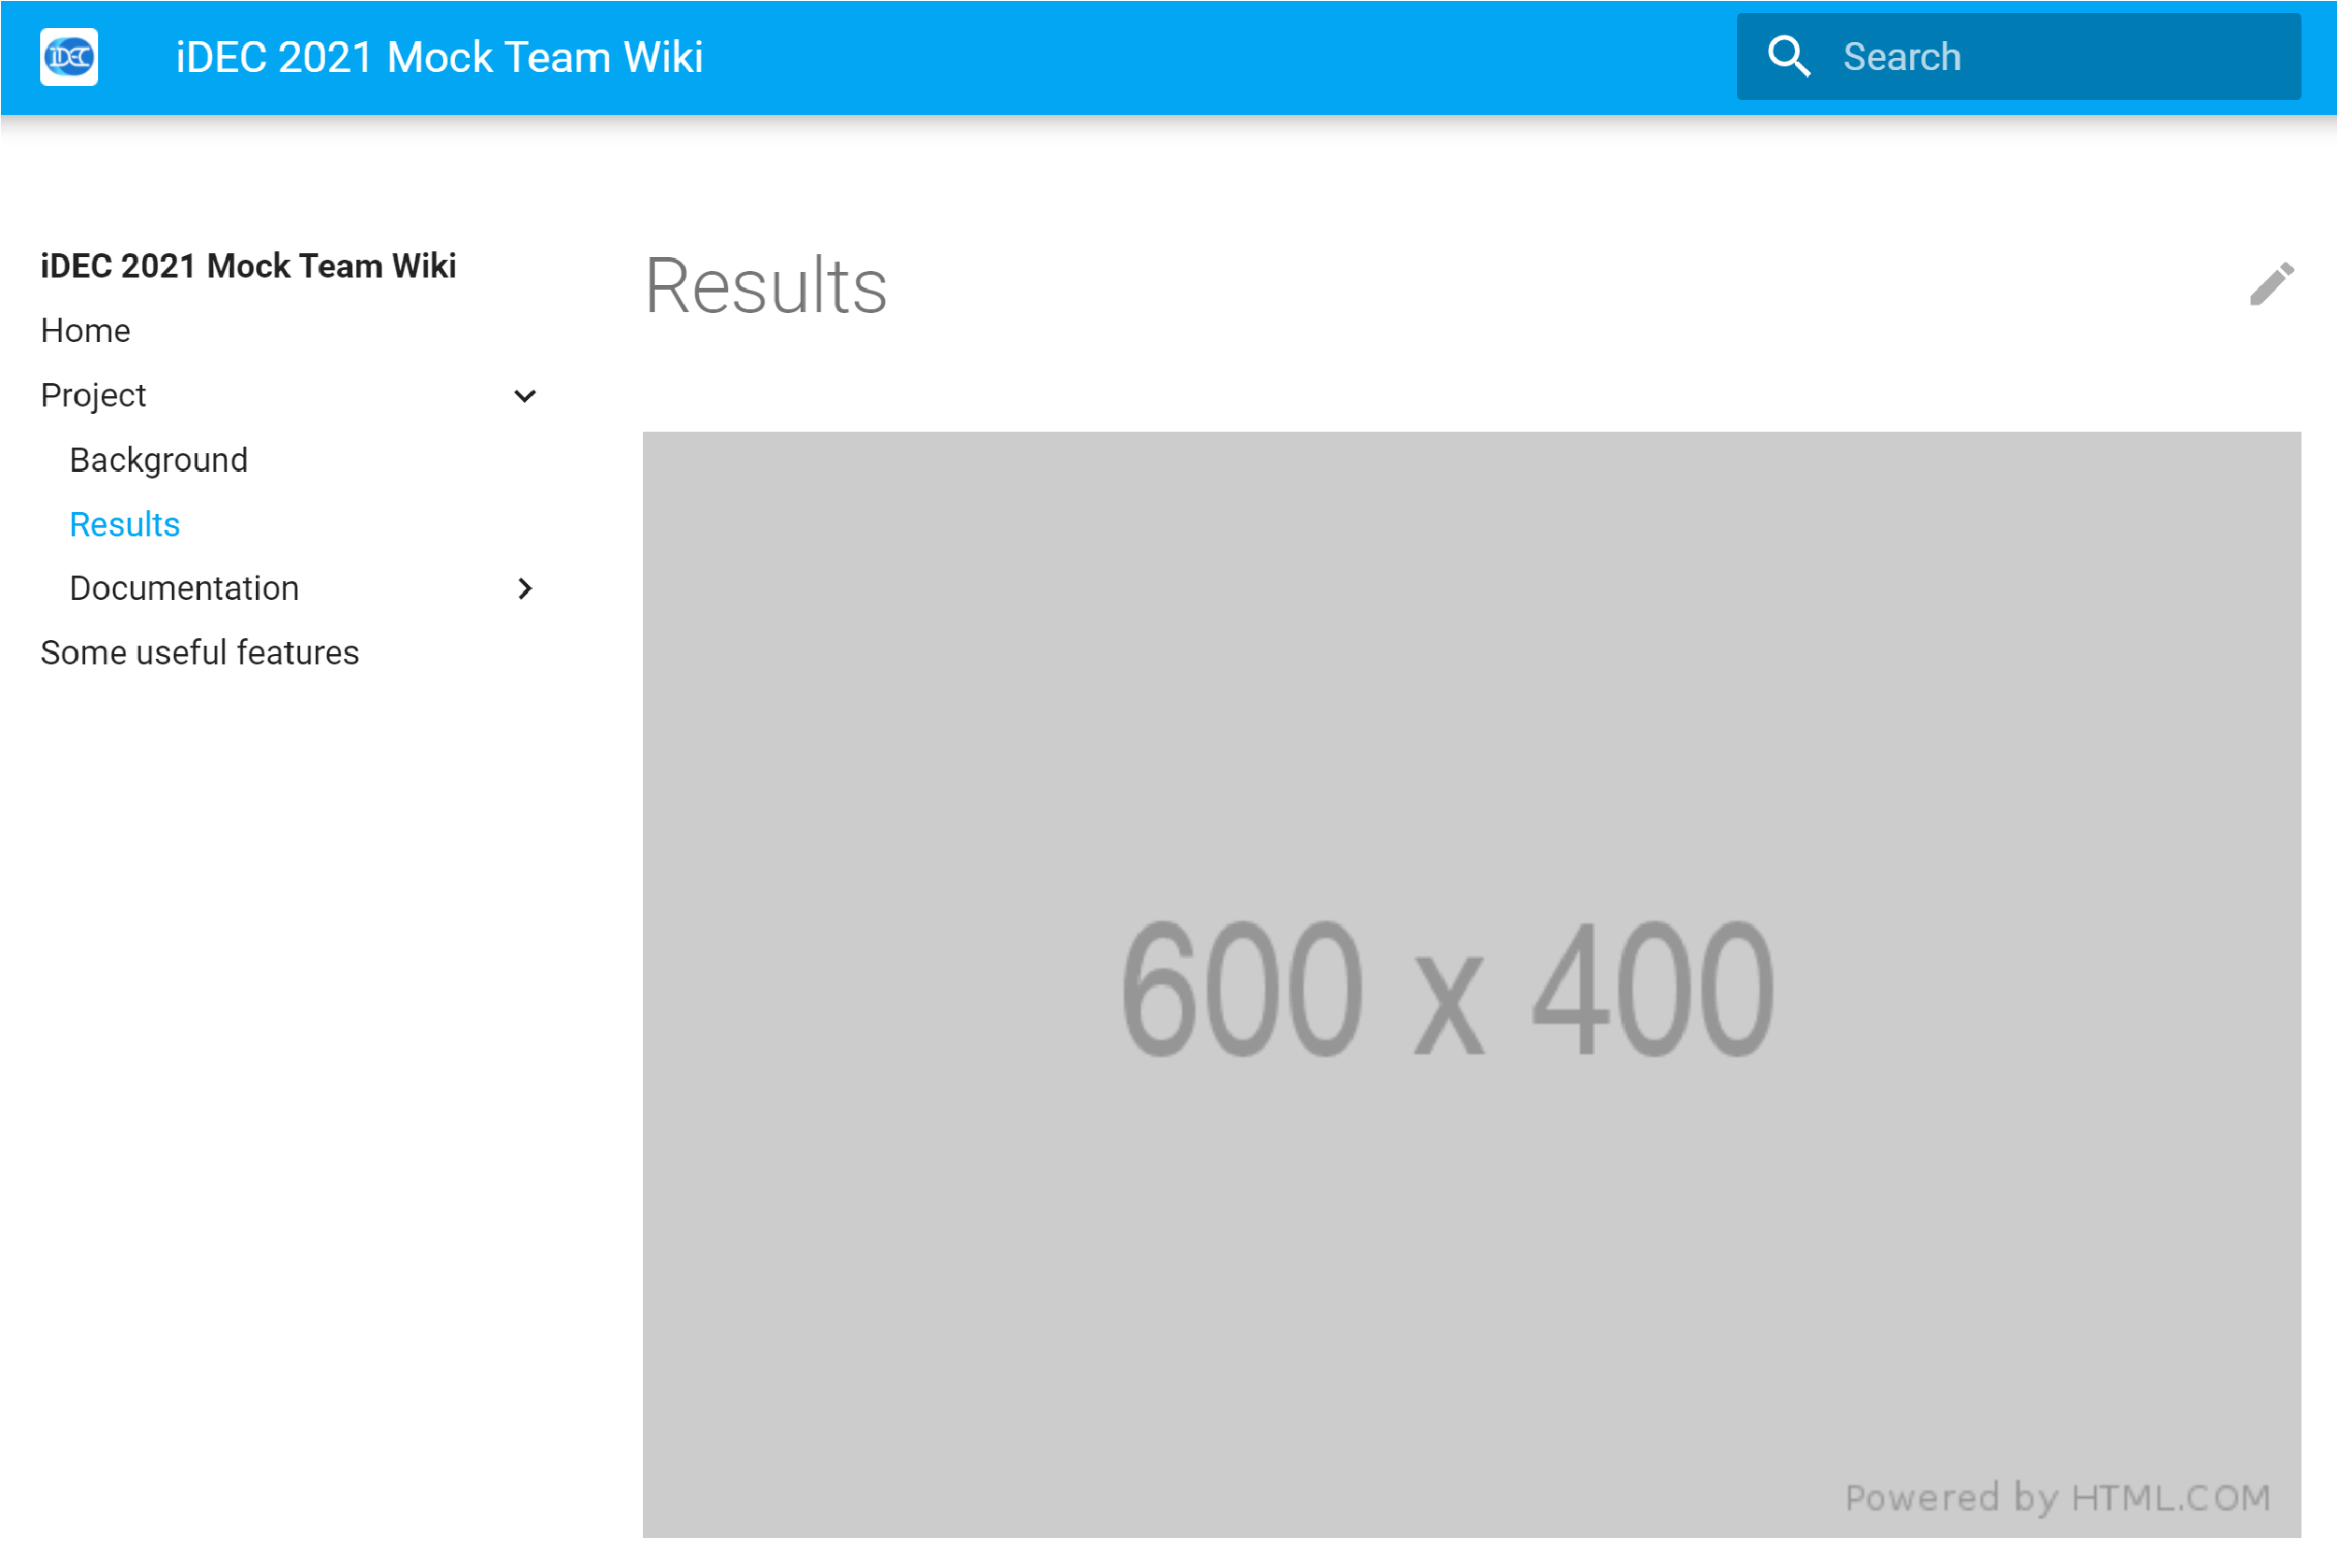 iDEC
iDEC 2021 Mock Team Wiki
Search
iDEC 2021 Mock Team Wiki
Home
Project
Background
Results
Documentation
Some useful features
Results
600 x 400
Powered by HTML.COM